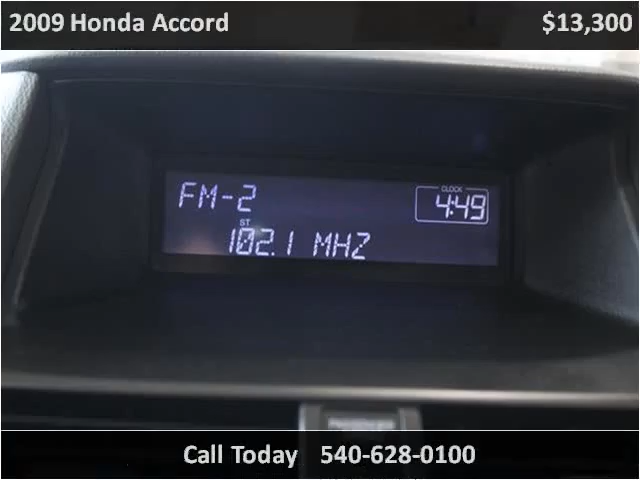 2009 Honda Accord $13,300
FM-2
CLOCK
4:49
ST
102.1 MHZ
Call Today 540-628-0100